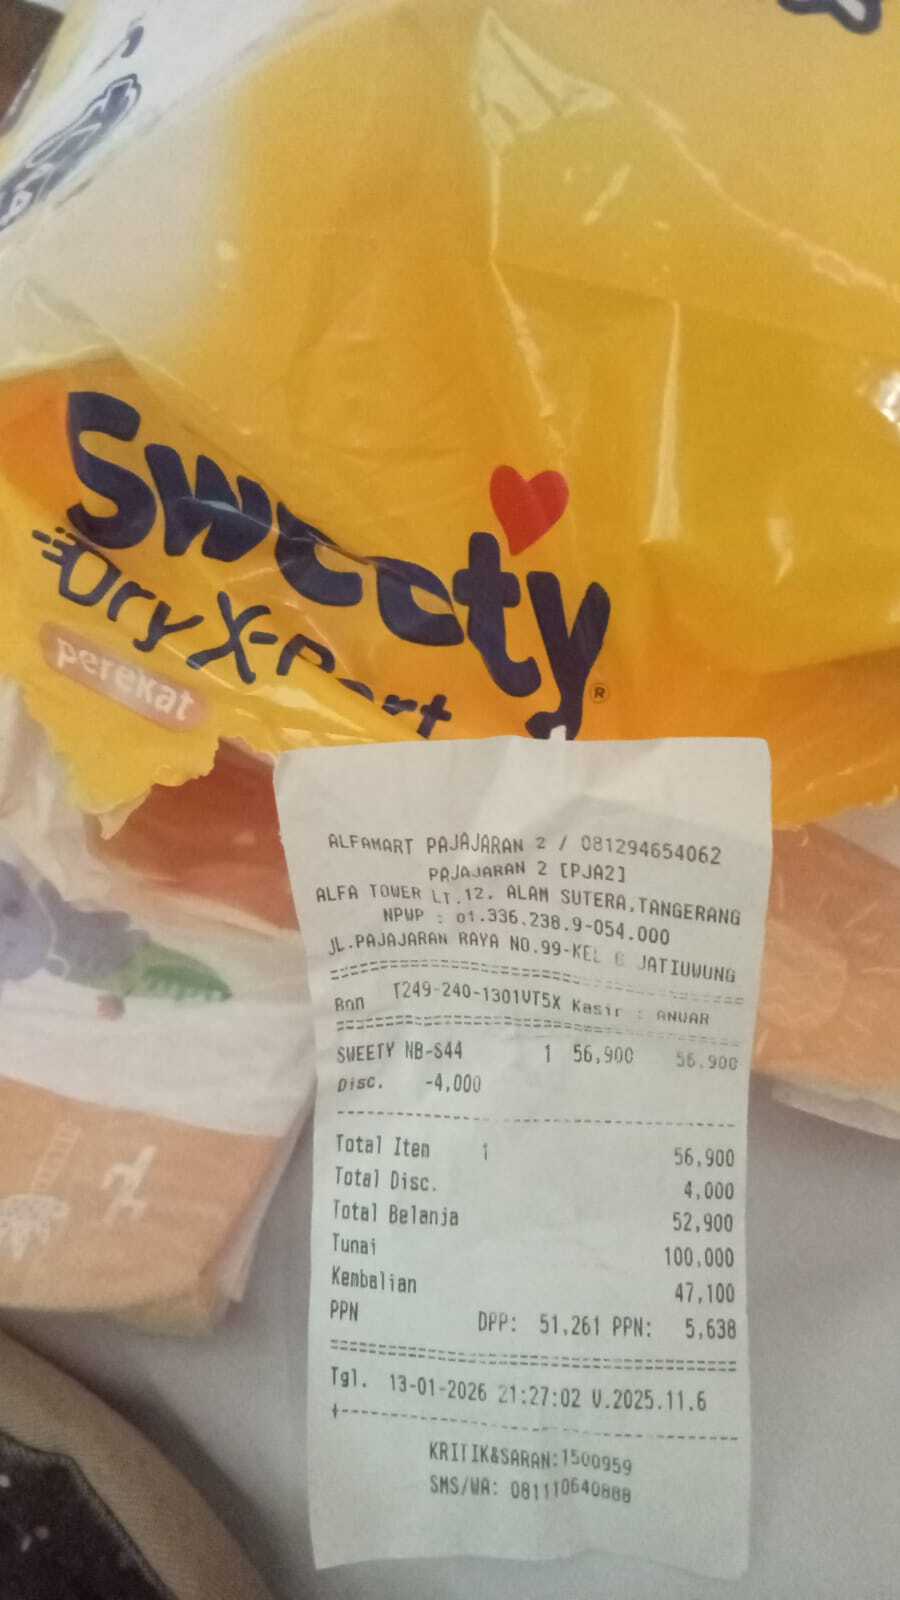 Sweety®
Dry X-Pert
perekat
ALFAMART PAJAJARAN 2 / 081294654062
PAJAJARAN 2 [PJA2]
ALFA TOWER LT.12. ALAM SUTERA,TANGERANG
NPWP : 01.336.238.9-054.000
JL.PAJAJARAN RAYA NO.99-KEL JATIUWUNG
Bon T249-240-1301VT5X Kasir : ANWAR
SWEETY NB-S44 1 56,900 56,900
Disc. -4,000
Total Item 1 56,900
Total Disc. 4,000
Total Belanja 52,900
Tunai 100,000
Kembalian 47,100
PPN DPP: 51,261 PPN: 5,638
Tgl. 13-01-2026 21:27:02 V.2025.11.6
KRITIK&SARAN:1500959
SMS/WA: 081110640888